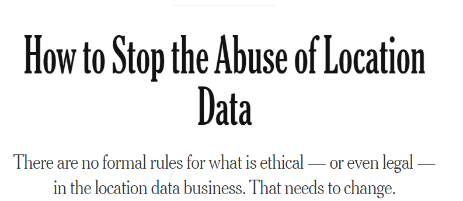 How to Stop the Abuse of Location
Data
There are no formal rules for what is ethical — or even legal —
in the location data business. That needs to change.